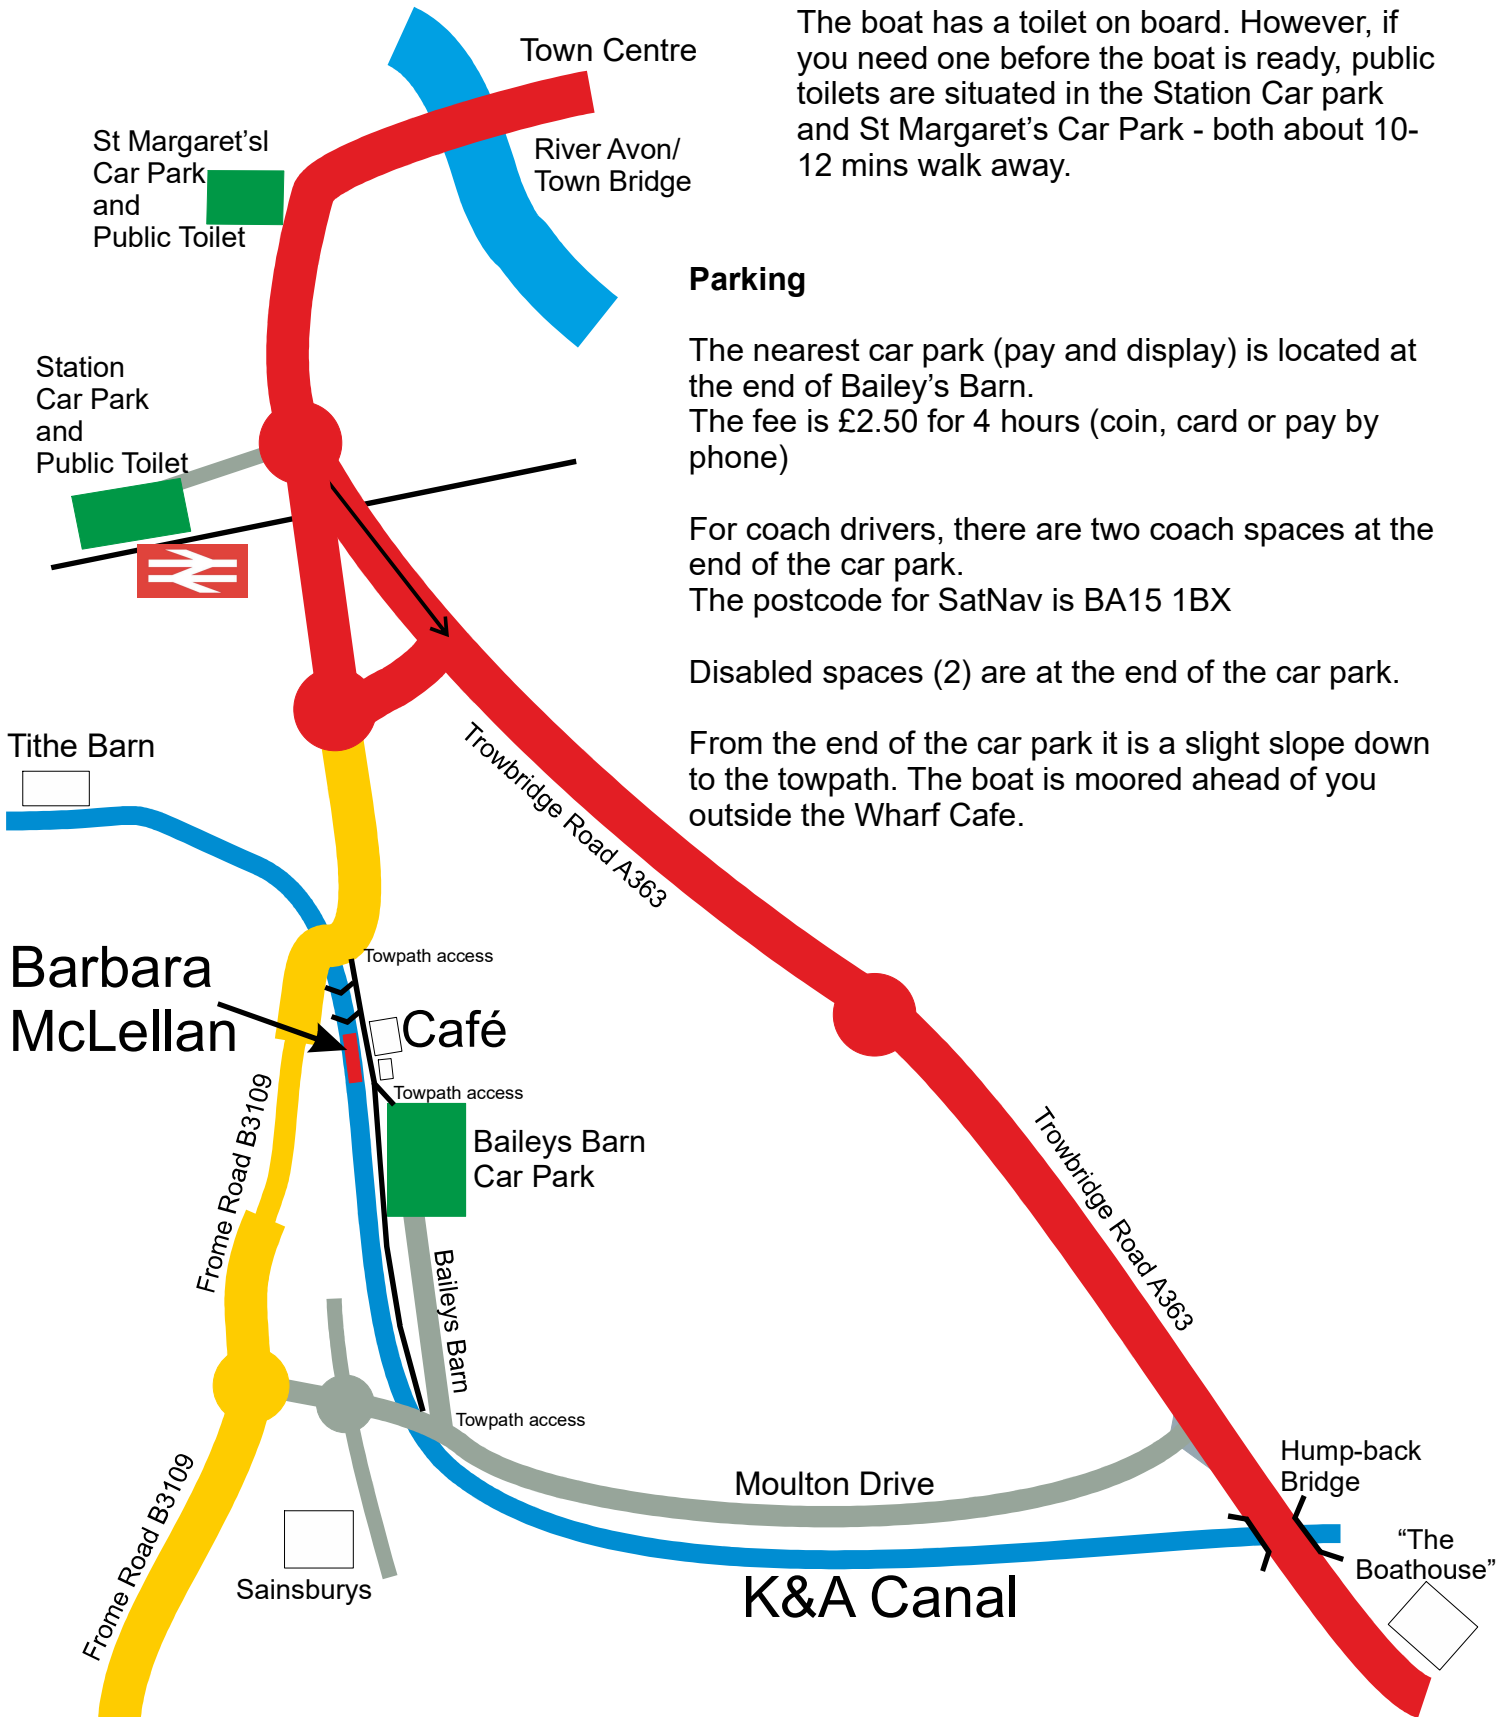 Town Centre
The boat has a toilet on board. However, if
you need one before the boat is ready, public
toilets are situated in the Station Car park
and St Margaret's Car Park - both about 10-
12 mins walk away.
St Margaret'sl
Car Park
and
Public Toilet
River Avon/
Town Bridge
Parking
The nearest car park (pay and display) is located at
the end of Bailey's Barn.
The fee is £2.50 for 4 hours (coin, card or pay by
phone)
For coach drivers, there are two coach spaces at the
end of the car park.
The postcode for SatNav is BA15 1BX
Disabled spaces (2) are at the end of the car park.
From the end of the car park it is a slight slope down
to the towpath. The boat is moored ahead of you
outside the Wharf Cafe.
Station
Car Park
and
Public Toilet
Tithe Barn
Trowbridge Road A363
Towpath access
Barbara
McLellan
Café
Towpath access
Baileys Barn
Car Park
Frome Road B3109
Trowbridge Road A363
Baileys Barn
Towpath access
Moulton Drive
Hump-back
Bridge
Frome Road B3109
Sainsburys
"The
Boathouse"
K&A Canal